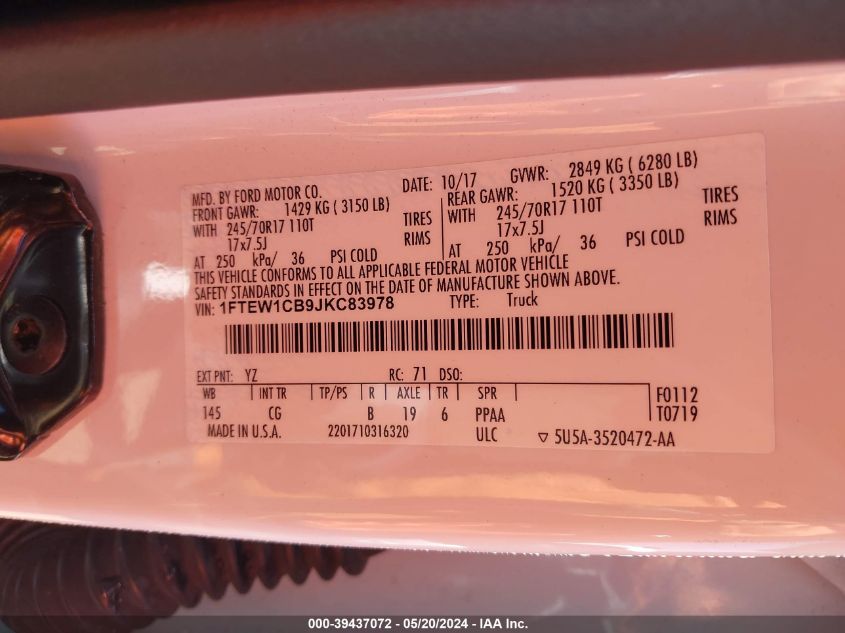 MFD. BY FORD MOTOR CO. DATE: 10/17 GVWR: 2849 KG ( 6280 LB)
FRONT GAWR: 1429 KG ( 3150 LB) REAR GAWR: 1520 KG ( 3350 LB)
WITH 245/70R17 110T TIRES WITH 245/70R17 110T TIRES
17x7.5J RIMS 17x7.5J RIMS
AT 250 kPa/ 36 PSI COLD AT 250 kPa/ 36 PSI COLD
THIS VEHICLE CONFORMS TO ALL APPLICABLE FEDERAL MOTOR VEHICLE
SAFETY STANDARDS IN EFFECT ON THE DATE OF MANUFACTURE SHOWN ABOVE.
VIN: 1FTEW1CB9JKC83978 TYPE: Truck
EXT PNT: YZ RC: 71 DSO:
WB INT TR TP/PS R AXLE TR SPR F0112
145 CG B 19 6 PPAA T0719
MADE IN U.S.A. 2201710316320 ULC ▽ 5U5A-3520472-AA
000-39437072 - 05/20/2024 - IAA Inc.